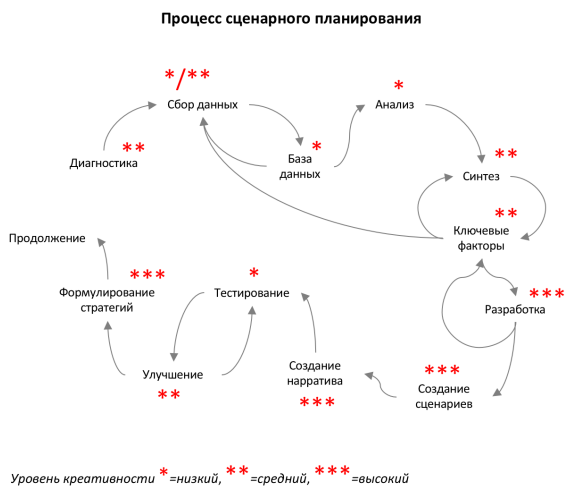 Процесс сценарного планирования
*/**
Сбор данных
*
Анализ
**
Диагностика
*
База
данных
**
Синтез
**
Ключевые
факторы
Продолжение
***
Формулирование
стратегий
*
Тестирование
***
Разработка
Улучшение
**
Создание
нарратива
***
***
Создание
сценариев
Уровень креативности *=низкий, **=средний, ***=высокий